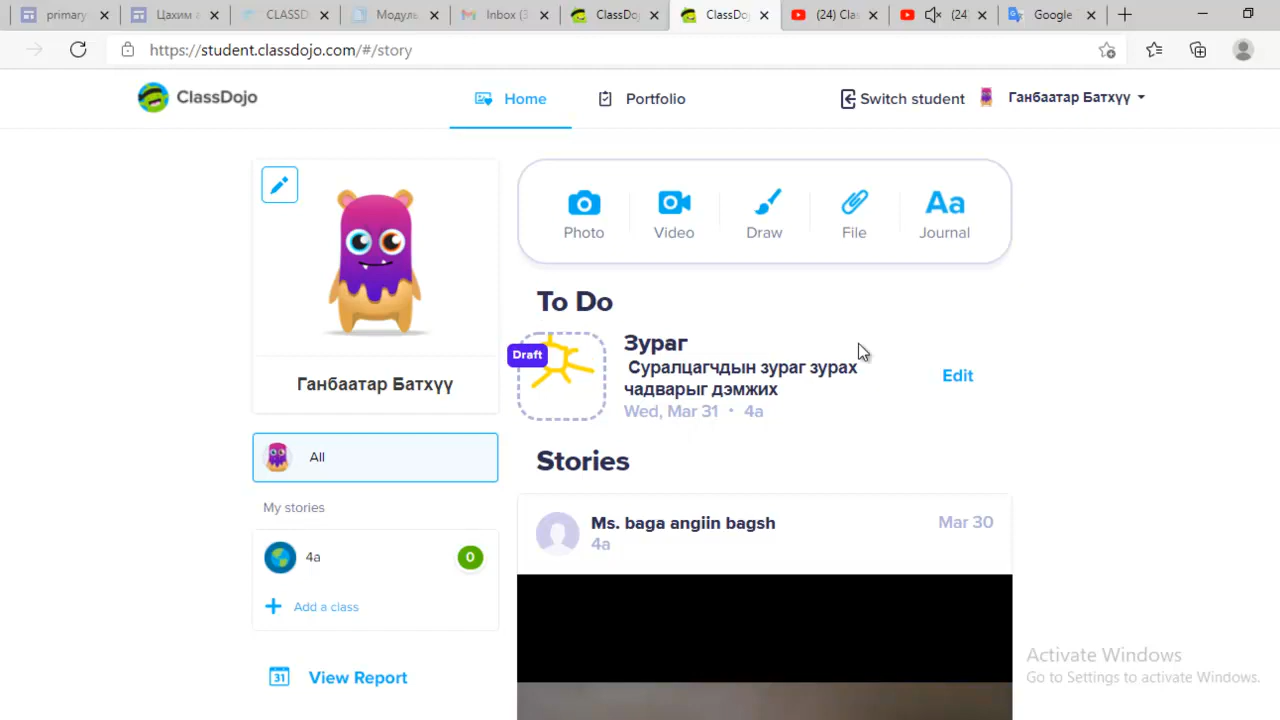 primary
Цахим а
CLASSD
Модуль
Inbox (3
ClassDo
ClassDo
(24) Cla
(24
Google
https://student.classdojo.com/#/story
ClassDojo
Home
Portfolio
Switch student
Ганбаатар Батхүү
Photo
Video
Draw
File
Aa
Journal
To Do
Draft
Зураг
Суралцагчдын зураг зурах
чадварыг дэмжих
Wed, Mar 31 • 4a
Edit
Ганбаатар Батхүү
All
My stories
4a
0
Add a class
31
View Report
Stories
Ms. baga angiin bagsh
4a
Mar 30
Activate Windows
Go to Settings to activate Windows.